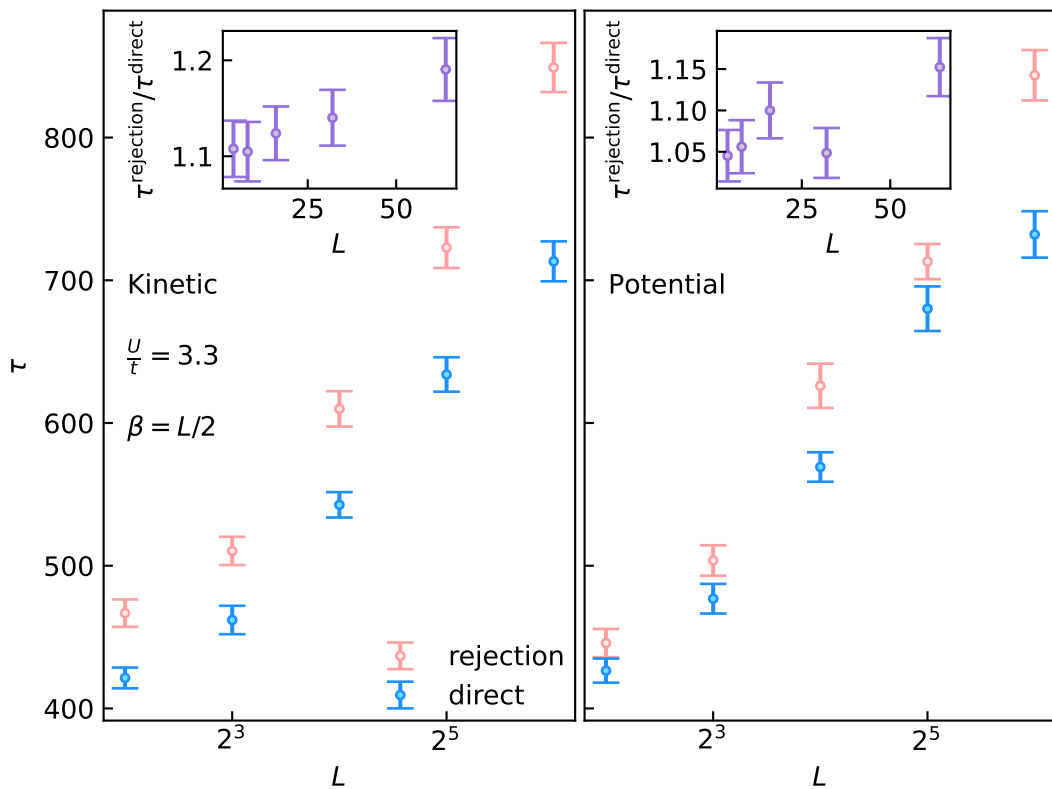 τ^rejection/τ^direct
1.2
1.1
25 50
L
Kinetic
U/t = 3.3
β = L/2
τ
800
700
600
500
400
rejection
direct
2^3 2^5
L
τ^rejection/τ^direct
1.15
1.10
1.05
25 50
L
Potential
2^3 2^5
L